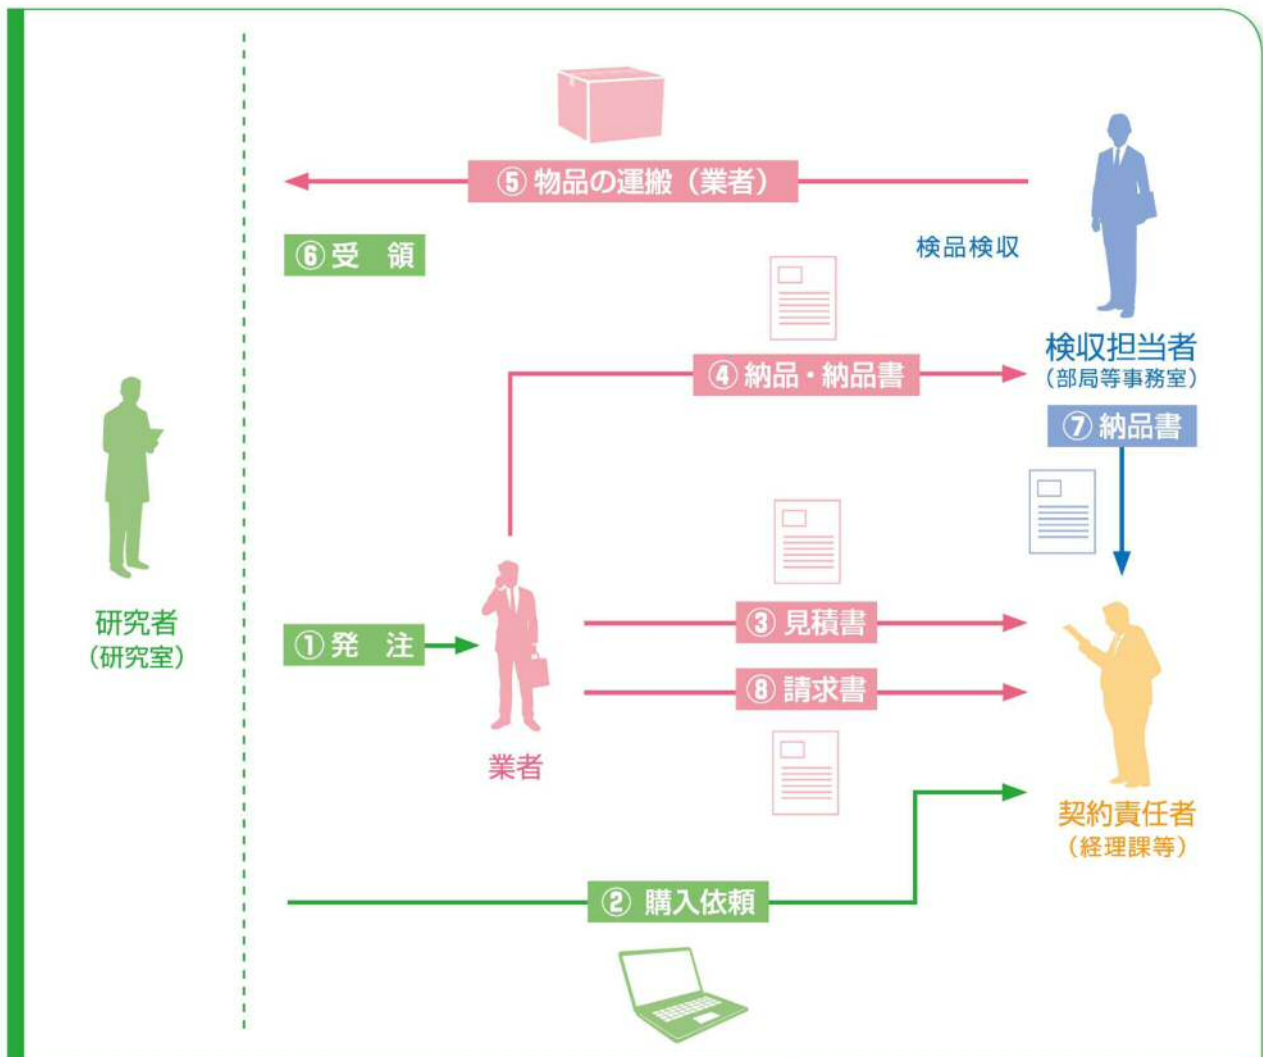 ⑤ 物品の運搬（業者）
⑥ 受　領
検品検収
検収担当者
（部局等事務室）
④ 納品・納品書
⑦ 納品書
研究者
（研究室）
① 発　注
業者
③ 見積書
⑧ 請求書
契約責任者
（経理課等）
② 購入依頼